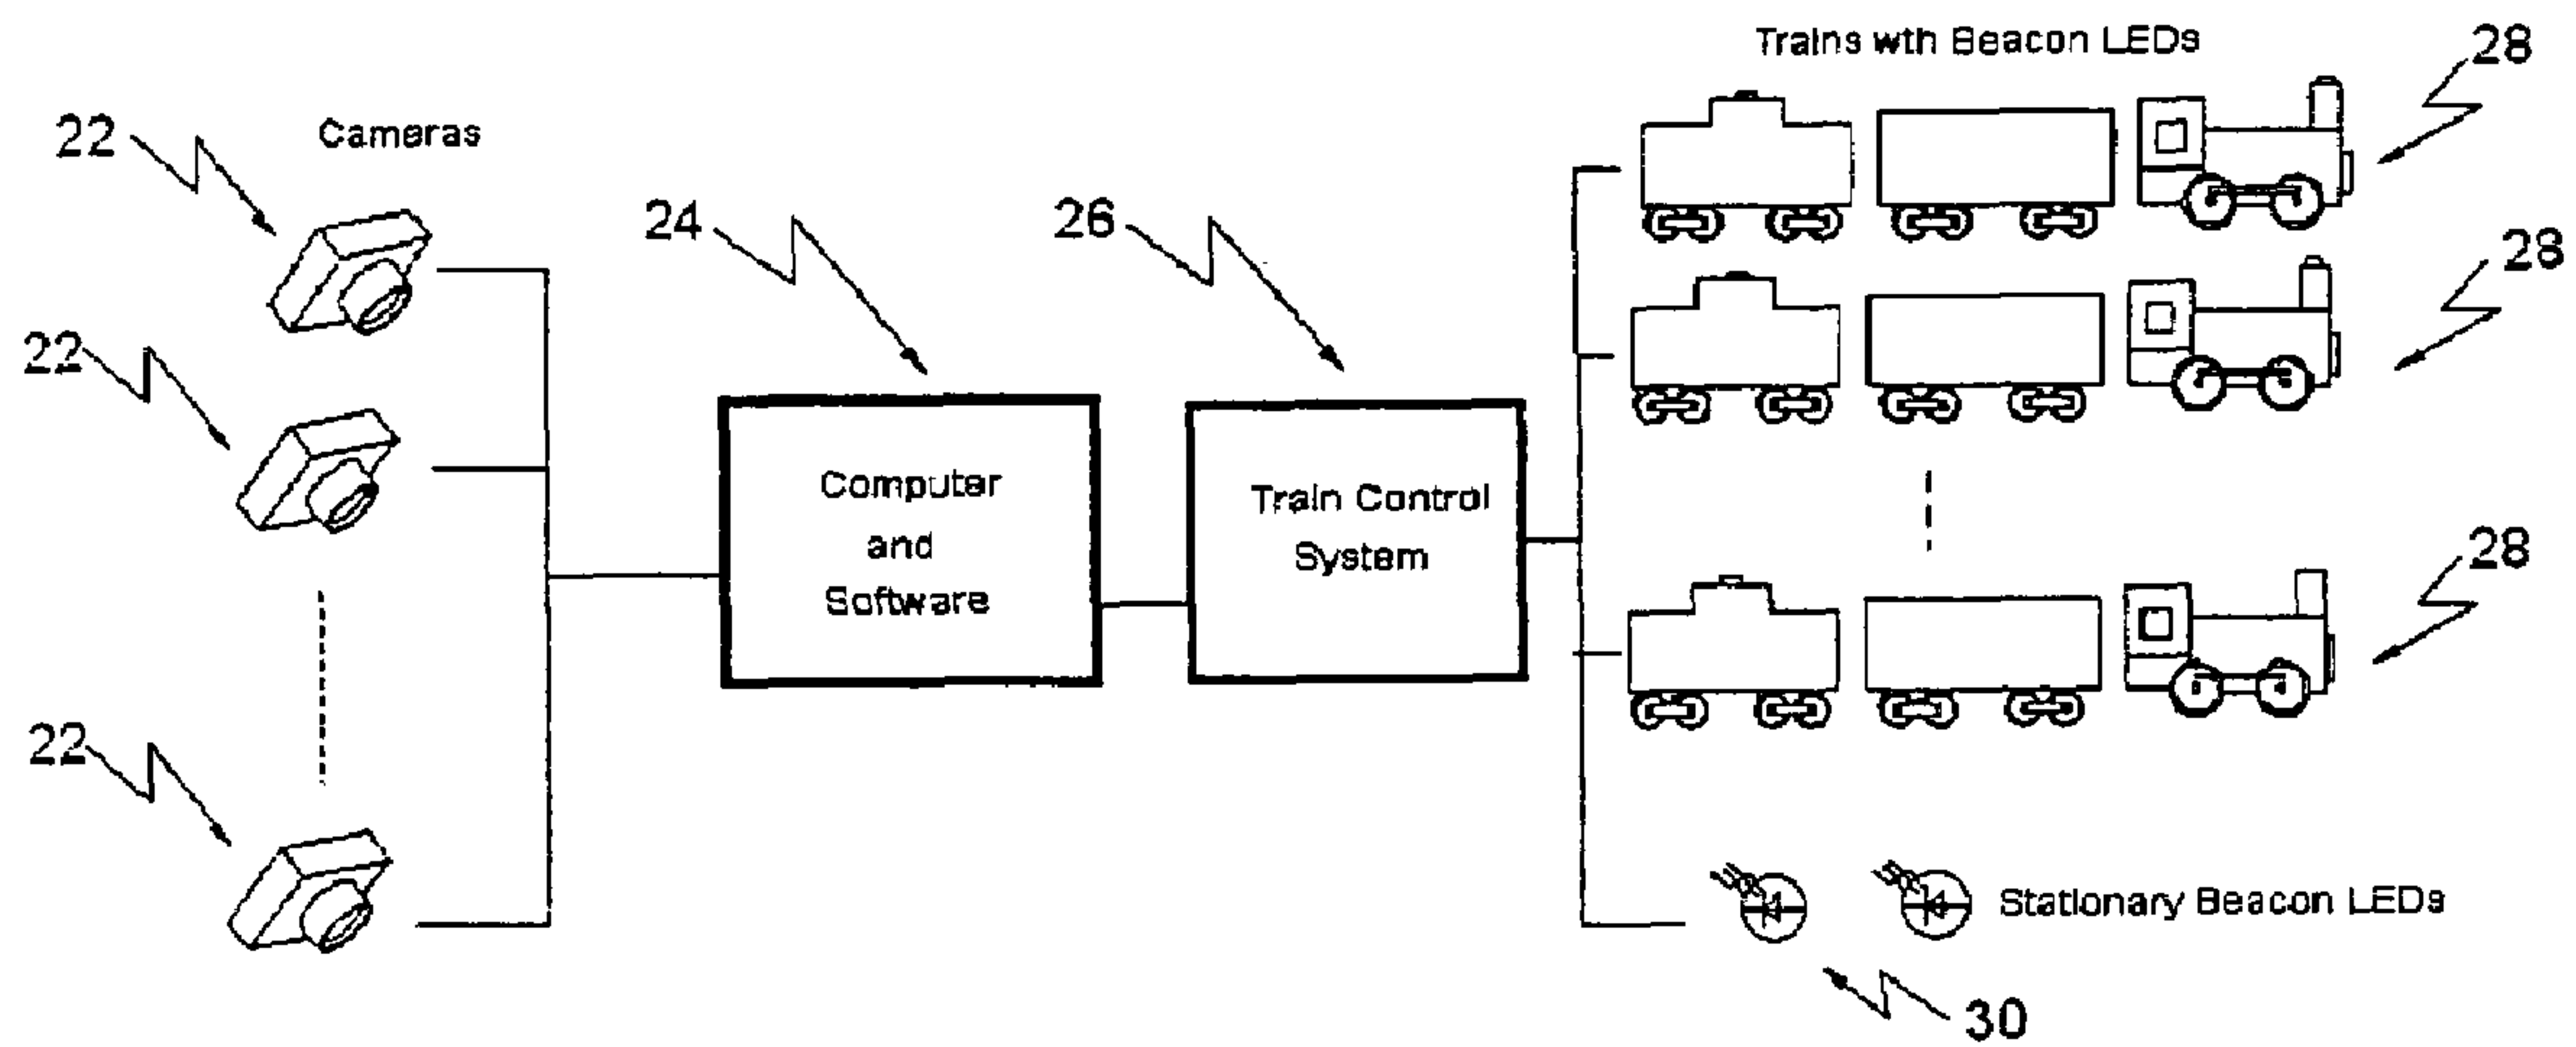 Trains wth Beacon LEDs
28
22
Cameras
24
26
28
22
Computer
and
Software
Train Control
System
28
22
Stationary Beacon LEDs
30